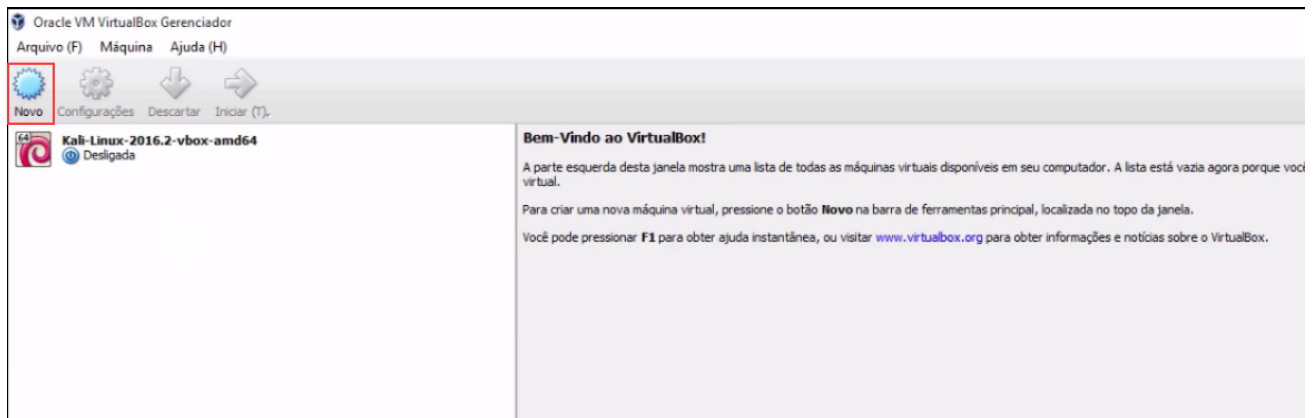 Oracle VM VirtualBox Gerenciador
Arquivo (F) Máquina Ajuda (H)
Novo Configurações Descartar Iniciar (T)
64 Kali-Linux-2016.2-vbox-amd64
Desligada
Bem-Vindo ao VirtualBox!
A parte esquerda desta janela mostra uma lista de todas as máquinas virtuais disponíveis em seu computador. A lista está vazia agora porque você
virtual.
Para criar uma nova máquina virtual, pressione o botão Novo na barra de ferramentas principal, localizada no topo da janela.
Você pode pressionar F1 para obter ajuda instantânea, ou visitar www.virtualbox.org para obter informações e notícias sobre o VirtualBox.